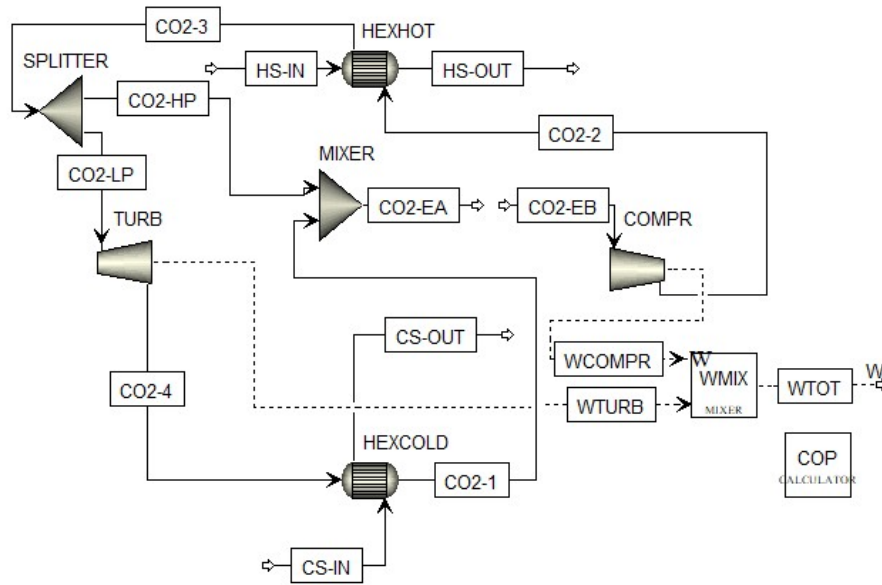 CO2-3
HEXHOT
SPLITTER
HS-IN
HS-OUT
CO2-HP
CO2-2
MIXER
CO2-LP
CO2-EA
CO2-EB
COMPR
TURB
CS-OUT
WCOMPR
W
WMIX
MIXER
WTOT
W
CO2-4
WTURB
HEXCOLD
CO2-1
COP
CALCULATOR
CS-IN